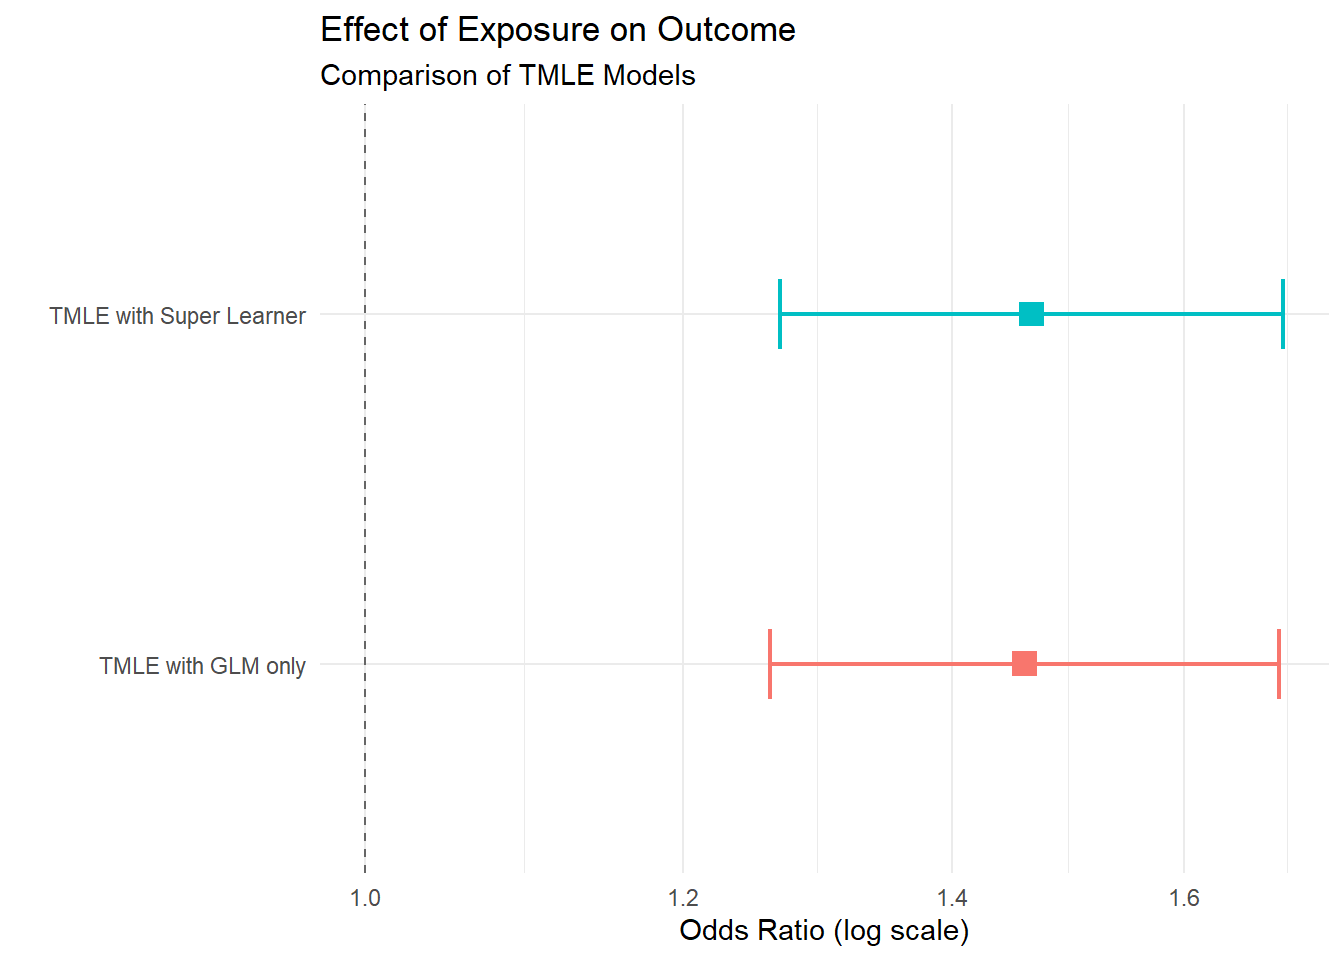 Effect of Exposure on Outcome
Comparison of TMLE Models
TMLE with Super Learner
TMLE with GLM only
1.0 1.2 1.4 1.6
Odds Ratio (log scale)